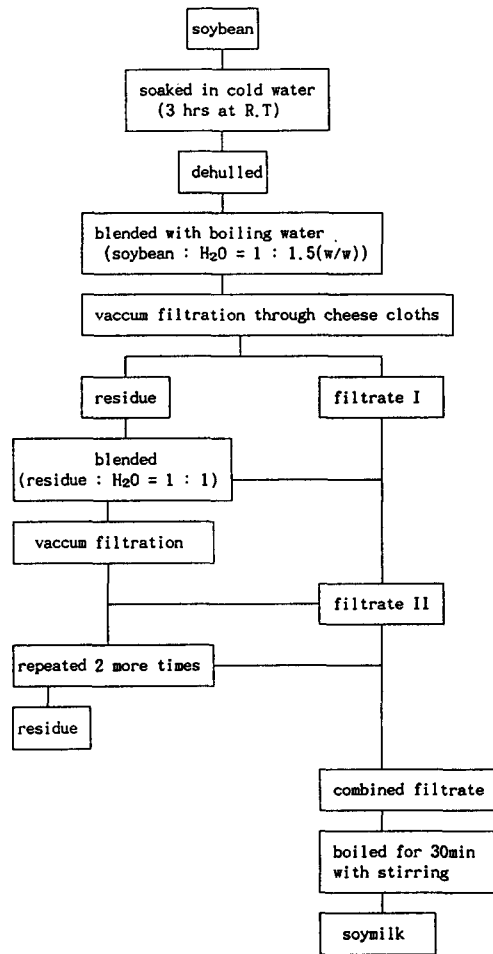 soybean
soaked in cold water
(3 hrs at R.T)
dehulled
blended with boiling water
(soybean : H₂O = 1 : 1.5(w/w))
vaccum filtration through cheese cloths
residue
filtrate I
blended
(residue : H₂O = 1 : 1)
vaccum filtration
filtrate II
repeated 2 more times
residue
combined filtrate
boiled for 30min
with stirring
soymilk